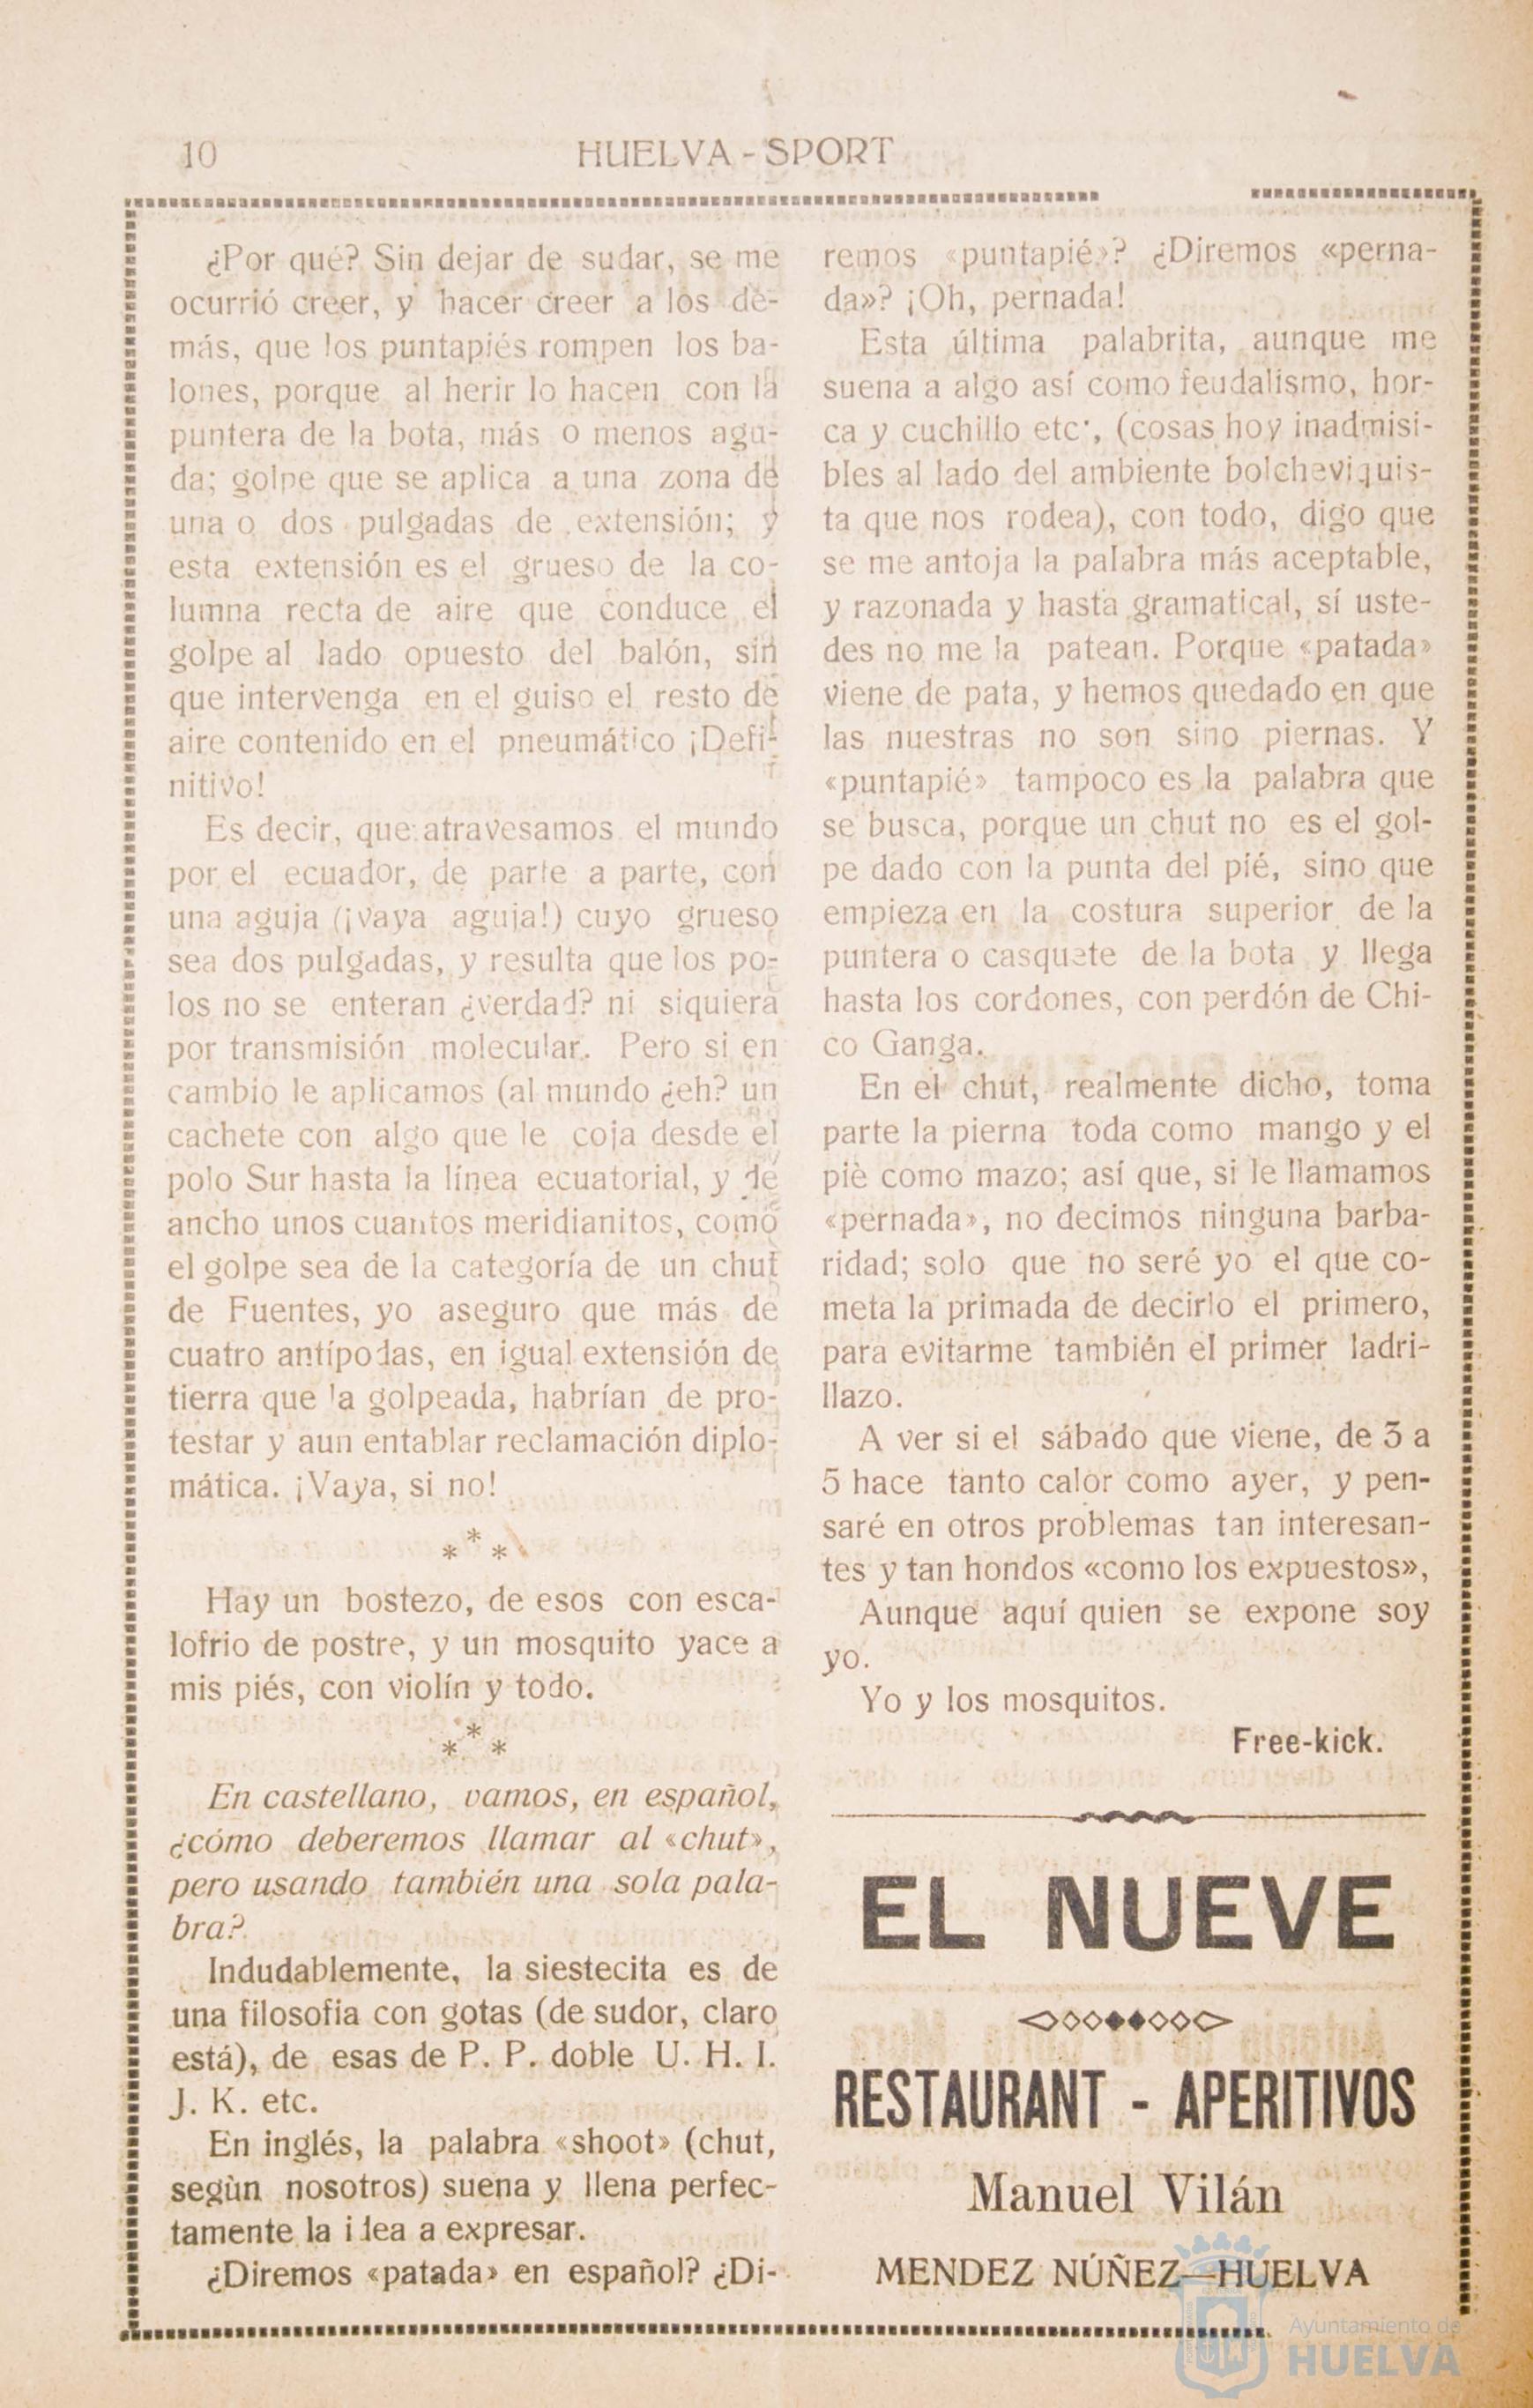 10
HUELVA-SPORT
¿Por qué? Sin dejar de sudar, se me
ocurrió creer, y hacer creer a los de-
más, que los puntapiés rompen los ba-
lones, porque al herir lo hacen con la
puntera de la bota, más o menos agu-
da; golpe que se aplica a una zona de
una o dos pulgadas de extensión; y
esta extensión es el grueso de la co-
lumna recta de aire que conduce el
golpe al lado opuesto del balón, sin
que intervenga en el guiso el resto de
aire contenido en el pneumático ¡Defi-
nitivo!
Es decir, que atravesamos el mundo
por el ecuador, de parte a parte, con
una aguja (¡vaya aguja!) cuyo grueso
sea dos pulgadas, y resulta que los po-
los no se enteran ¿verdad? ni siquiera
por transmisión molecular. Pero si en
cambio le aplicamos (al mundo ¿eh? un
cachete con algo que le coja desde el
polo Sur hasta la línea ecuatorial, y de
ancho unos cuantos meridianitos, como
el golpe sea de la categoría de un chut
de Fuentes, yo aseguro que más de
cuatro antípodas, en igual extensión de
tierra que la golpeada, habrían de pro-
testar y aun entablar reclamación diplo-
mática. ¡Vaya, si no!
* * *
Hay un bostezo, de esos con esca-
lofrio de postre, y un mosquito yace a
mis piés, con violín y todo.
* * *
En castellano, vamos, en español,
¿cómo deberemos llamar al «chut»,
pero usando también una sola pala-
bra?
Indudablemente, la siestecita es de
una filosofia con gotas (de sudor, claro
está), de esas de P. P. doble U. H. I.
J. K. etc.
En inglés, la palabra «shoot» (chut,
segùn nosotros) suena y llena perfec-
tamente la idea a expresar.
¿Diremos «patada» en español? ¿Di-
remos «puntapié»? ¿Diremos «perna-
da»? ¡Oh, pernada!
Esta última palabrita, aunque me
suena a algo así como feudalismo, hor-
ca y cuchillo etc·, (cosas hoy inadmisi-
bles al lado del ambiente bolcheviquis-
ta que nos rodea), con todo, digo que
se me antoja la palabra más aceptable,
y razonada y hasta gramatical, sí uste-
des no me la patean. Porque «patada»
viene de pata, y hemos quedado en que
las nuestras no son sino piernas. Y
«puntapié» tampoco es la palabra que
se busca, porque un chut no es el gol-
pe dado con la punta del pié, sino que
empieza en la costura superior de la
puntera o casquete de la bota y llega
hasta los cordones, con perdón de Chi-
co Ganga.
En el chut, realmente dicho, toma
parte la pierna toda como mango y el
piè como mazo; así que, si le llamamos
«pernada», no decimos ninguna barba-
ridad; solo que no seré yo el que co-
meta la primada de decirlo el primero,
para evitarme también el primer ladri-
llazo.
A ver si el sábado que viene, de 3 a
5 hace tanto calor como ayer, y pen-
saré en otros problemas tan interesan-
tes y tan hondos «como los expuestos»,
Aunque aquí quien se expone soy
yo.
Yo y los mosquitos.
Free-kick.
EL NUEVE
RESTAURANT - APERITIVOS
Manuel Vilán
MENDEZ NÚÑEZ—HUELVA
Ayuntamiento de
HUELVA